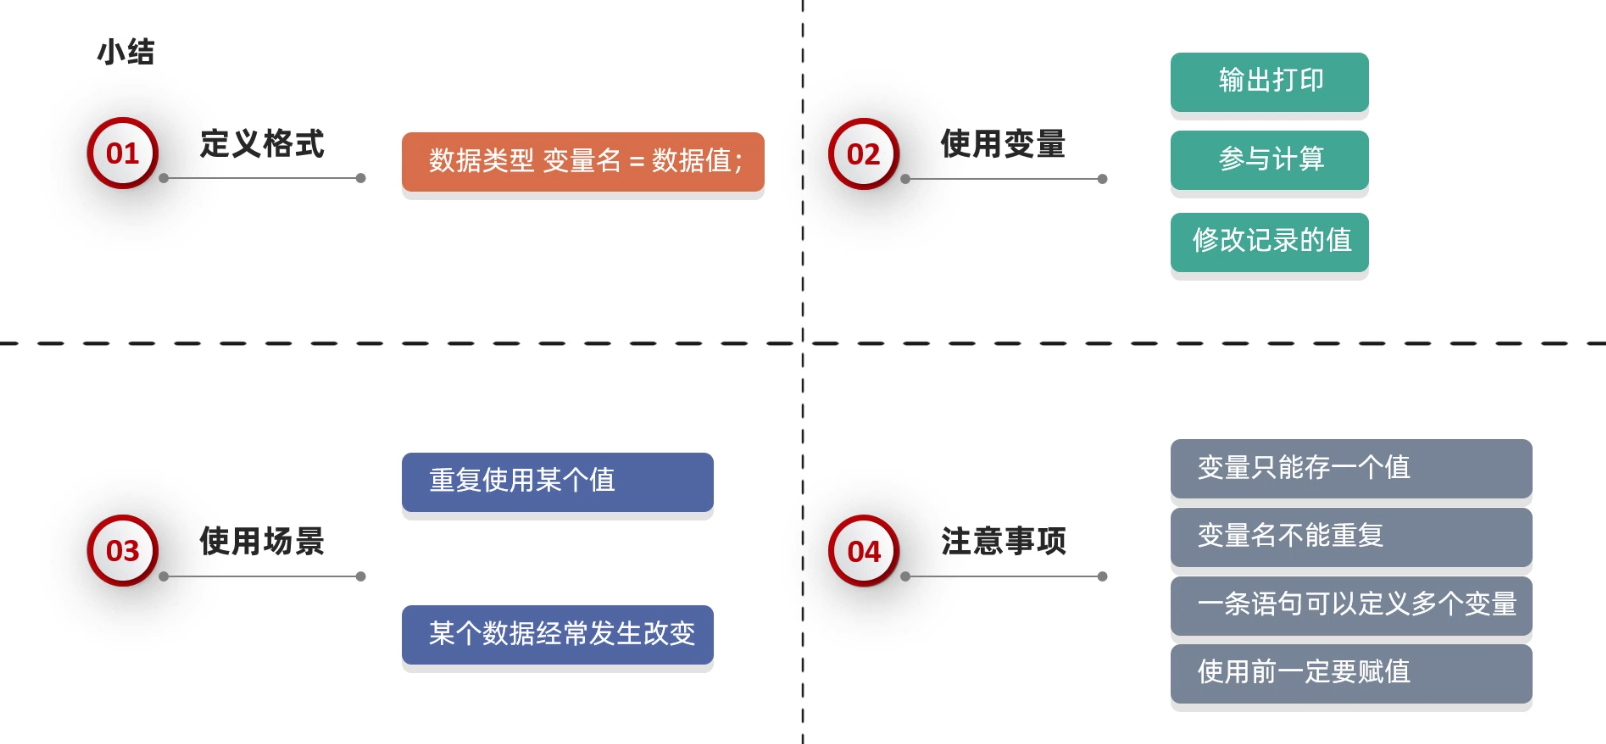 小结
01
定义格式
数据类型 变量名 = 数据值;
02
使用变量
输出打印
参与计算
修改记录的值
03
使用场景
重复使用某个值
某个数据经常发生改变
04
注意事项
变量只能存一个值
变量名不能重复
一条语句可以定义多个变量
使用前一定要赋值